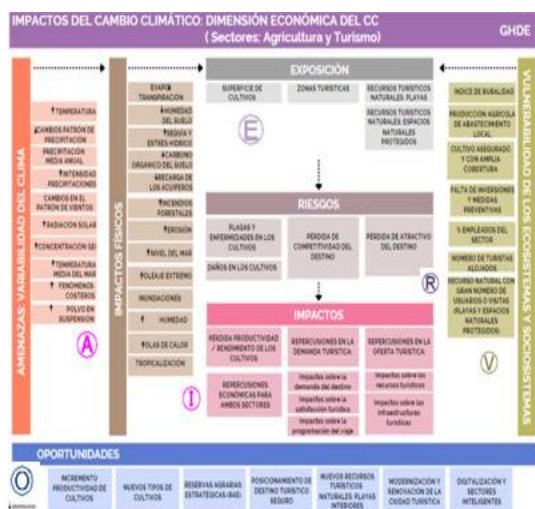 IMPACTOS DEL CAMBIO CLIMÁTICO: DIMENSIÓN ECONÓMICA DEL CC
( Sectores: Agricultura y Turismo)
GHDE
AMENAZAS: VARIABILIDAD DEL CLIMA
TEMPERATURA
CAMBIOS PATRÓN DE
PRECIPITACIÓN
PRECIPITACIÓN
MEDIA ANUAL
INTENSIDAD
PRECIPITACIONES
CAMBIOS EN EL
PATRÓN DE VIENTOS
RADIACIÓN SOLAR
CONCENTRACIÓN GEI
TEMPERATURA
MEDIA DEL MAR
FENÓMENOS
COSTEROS
POLVO EN
SUSPENSIÓN
A
IMPACTOS FÍSICOS
EVAPO
TRANSPIRACIÓN
HUMEDAD
DEL SUELO
SEQUÍA Y
ESTRÉS HÍDRICO
CARBONO
ORGÁNICO DEL SUELO
RECARGA DE
LOS ACUÍFEROS
INCENDIOS
FORESTALES
EROSIÓN
NIVEL DEL MAR
OLEAJE EXTREMO
INUNDACIONES
HUMEDAD
OLAS DE CALOR
TROPICALIZACIÓN
I
EXPOSICIÓN
SUPERFICIE DE
CULTIVOS
ZONAS TURÍSTICAS
RECURSOS TURÍSTICOS
NATURALES: PLAYAS
RECURSOS TURÍSTICOS
NATURALES: ESPACIOS
NATURALES
PROTEGIDOS
E
RIESGOS
PLAGAS Y
ENFERMEDADES EN LOS
CULTIVOS
DAÑOS EN LOS CULTIVOS
PÉRDIDA DE
COMPETITIVIDAD DEL
DESTINO
PÉRDIDA DE ATRACTIVO
DEL DESTINO
R
IMPACTOS
PÉRDIDA PRODUCTIVIDAD
/ RENDIMIENTO DE LOS
CULTIVOS
REPERCUSIONES
ECONÓMICAS PARA
AMBOS SECTORES
REPERCUSIONES EN LA
DEMANDA TURÍSTICA:
Impactos sobre la
demanda del destino
Impactos sobre la
satisfacción turística
Impactos sobre la
programación del viaje
REPERCUSIONES EN LA
OFERTA TURÍSTICA:
Impactos sobre los
recursos turísticos
Impactos sobre las
infraestructuras
turísticas
ÍNDICE DE RURALIDAD
PRODUCCIÓN AGRÍCOLA
DE ABASTECIMIENTO
LOCAL
CULTIVO ASEGURADO
Y CON AMPLIA
COBERTURA
FALTA DE INVERSIONES
Y MEDIDAS
PREVENTIVAS
% EMPLEADOS DEL
SECTOR
NÚMERO DE TURISTAS
ALOJADOS
RECURSO NATURAL CON
GRAN NÚMERO DE
USUARIOS O VISITAS
(PLAYAS Y ESPACIOS
NATURALES
PROTEGIDOS)
V
VULNERABILIDAD DE LOS ECOSISTEMAS Y SOCIOSISTEMAS
OPORTUNIDADES
O
INCREMENTO
PRODUCTIVIDAD DE
CULTIVOS
NUEVOS TIPOS DE
CULTIVOS
RESERVAS AGRARIAS
ESTRATÉGICAS (RAE)
POSICIONAMIENTO DE
DESTINO TURÍSTICO
SEGURO
NUEVOS RECURSOS
TURÍSTICOS
NATURALES: PLAYAS
INTERIORES
MODERNIZACIÓN Y
RENOVACIÓN DE LA
CIUDAD TURÍSTICA
DIGITALIZACIÓN Y
SECTORES
INTELIGENTES